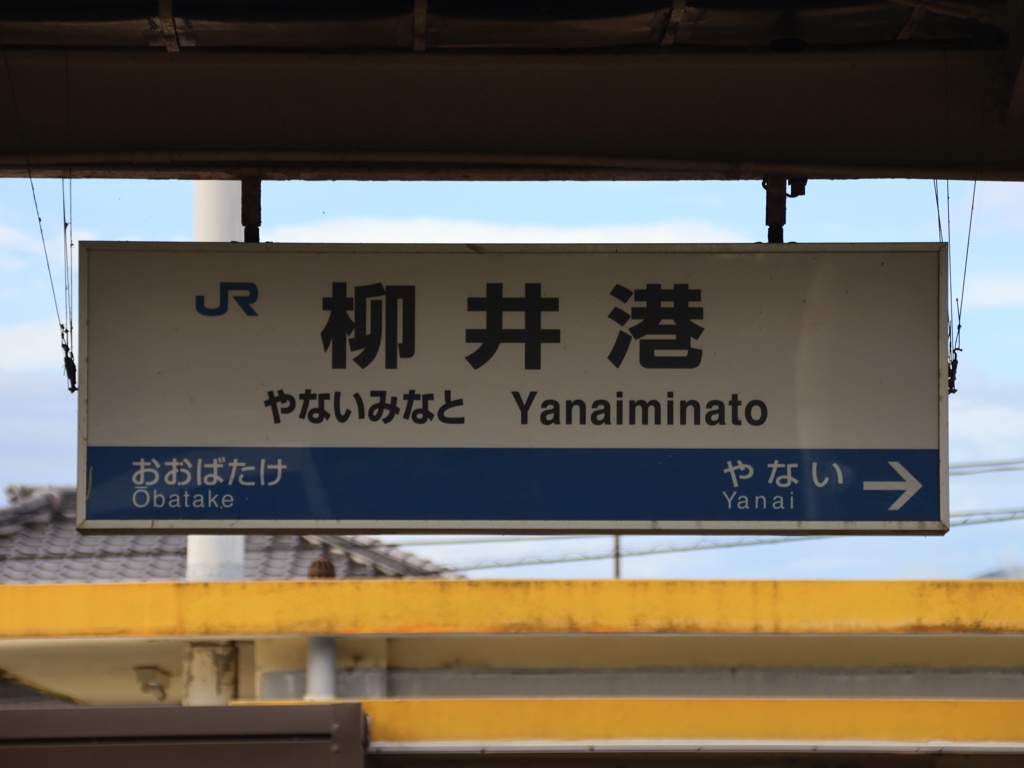 JR 柳井港
やないみなと Yanaiminato
おおばたけ やない →
Ōbatake Yanai